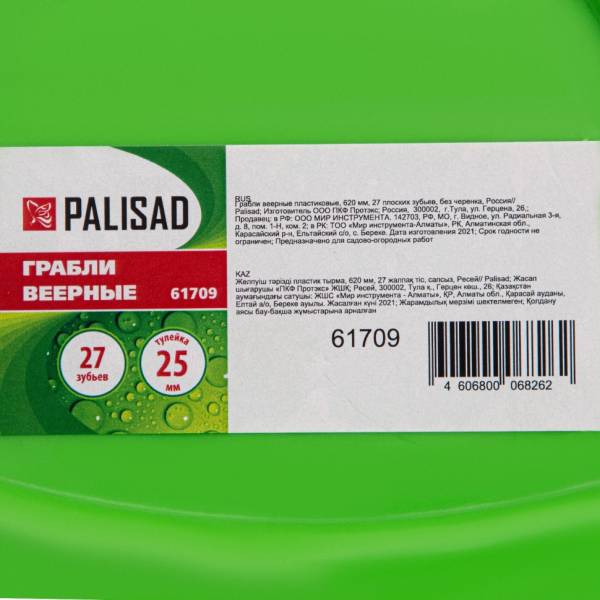 PALISAD
ГРАБЛИ
ВЕЕРНЫЕ 61709
27
зубьев
тулейка
25
мм
RUS
Грабли веерные пластиковые, 620 мм, 27 плоских зубьев, без черенка, Россия//
Palisad; Изготовитель ООО ПКФ Протэкс; Россия, 300002, г.Тула, ул. Герцена, 26,;
Продавец: в РФ: ООО МИР ИНСТРУМЕНТА. 142703, РФ, МО, г. Видное, ул. Радиальная 3-я,
д. 8, пом. 1-Н, ком. 2; в РК: ТОО «Мир инструмента-Алматы», РК, Алматинская обл.,
Карасайский р-н, Ельтайский с/о, с. Береке. Дата изготовления 2021; Срок годности не
ограничен; Предназначено для садово-огородных работ
KAZ
Желпуіш тәрізді пластик тырма, 620 мм, 27 жалпақ тіс, сапсыз, Ресей// Palisad; Жасап
шығарушы «ПКФ Протэкс» ЖШҚ, Ресей, 300002, Тула қ., Герцен көш., 26; Қазақстан
аумағындағы сатушы: ЖШС «Мир инструмента - Алматы», ҚР, Алматы обл., Қарасай ауданы,
Елтай а/о, Береке ауылы. Жасалған күні 2021; Жарамдылық мерзімі шектелмеген; Қолдану
аясы бау-бақша жұмыстарына арналған
61709
4 606800 068262